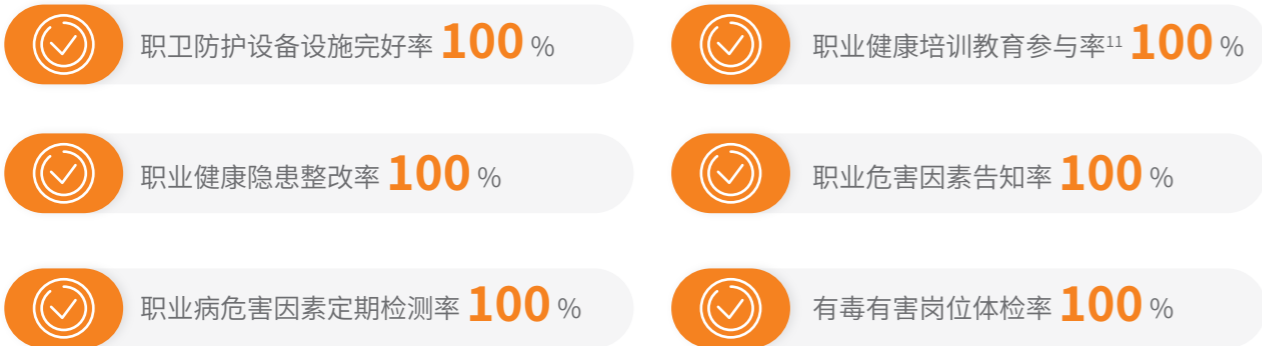 职卫防护设备设施完好率 100 %
职业健康培训教育参与率11 100 %
职业健康隐患整改率 100 %
职业危害因素告知率 100 %
职业病危害因素定期检测率 100 %
有毒有害岗位体检率 100 %